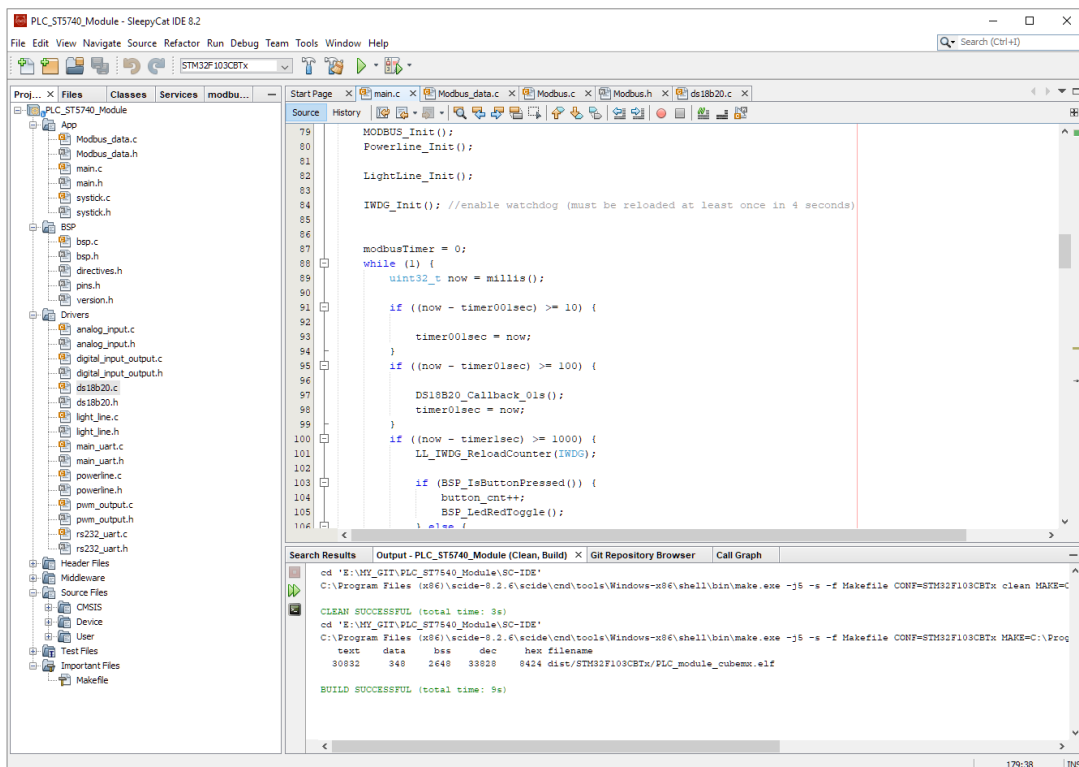 PLC_ST5740_Module - SleepyCat IDE 8.2
File Edit View Navigate Source Refactor Run Debug Team Tools Window Help
Search (Ctrl+I)
STM32F103CBTx
Proj... Files Classes Services modbu...
PLC_ST5740_Module
App
Modbus_data.c
Modbus_data.h
main.c
main.h
systick.c
systick.h
BSP
bsp.c
bsp.h
directives.h
pins.h
version.h
Drivers
analog_input.c
analog_input.h
digital_input_output.c
digital_input_output.h
ds18b20.c
ds18b20.h
light_line.c
light_line.h
main_uart.c
main_uart.h
powerline.c
powerline.h
pwm_output.c
pwm_output.h
rs232_uart.c
rs232_uart.h
Header Files
Middleware
Source Files
CMSIS
Device
User
Test Files
Important Files
Makefile
Start Page main.c Modbus_data.c Modbus.c Modbus.h ds18b20.c
Source History
79 MODBUS_Init();
80 Powerline_Init();
81
82 LightLine_Init();
83
84 IWDG_Init(); //enable watchdog (must be reloaded at least once in 4 seconds)
85
86
87 modbusTimer = 0;
88 while (1) {
89 uint32_t now = millis();
90
91 if ((now - timer001sec) >= 10) {
92
93 timer001sec = now;
94 }
95 if ((now - timer01sec) >= 100) {
96
97 DS18B20_Callback_01s();
98 timer01sec = now;
99 }
100 if ((now - timer1sec) >= 1000) {
101 LL_IWDG_ReloadCounter(IWDG);
102
103 if (BSP_IsButtonPressed()) {
104 button_cnt++;
105 BSP_LedRedToggle();
106 } else {
Search Results Output - PLC_ST5740_Module (Clean, Build) Git Repository Browser Call Graph
cd 'E:\MY_GIT\PLC_ST7540_Module\SC-IDE'
C:\Program Files (x86)\scide-8.2.6\scide\cnd\tools\Windows-x86\shell\bin\make.exe -j5 -s -f Makefile CONF=STM32F103CBTx clean MAKE=C
CLEAN SUCCESSFUL (total time: 3s)
cd 'E:\MY_GIT\PLC_ST7540_Module\SC-IDE'
C:\Program Files (x86)\scide-8.2.6\scide\cnd\tools\Windows-x86\shell\bin\make.exe -j5 -s -f Makefile CONF=STM32F103CBTx MAKE=C:\Prog
text data bss dec hex filename
30832 348 2648 33828 8424 dist/STM32F103CBTx/PLC_module_cubemx.elf
BUILD SUCCESSFUL (total time: 9s)
179:38 INS